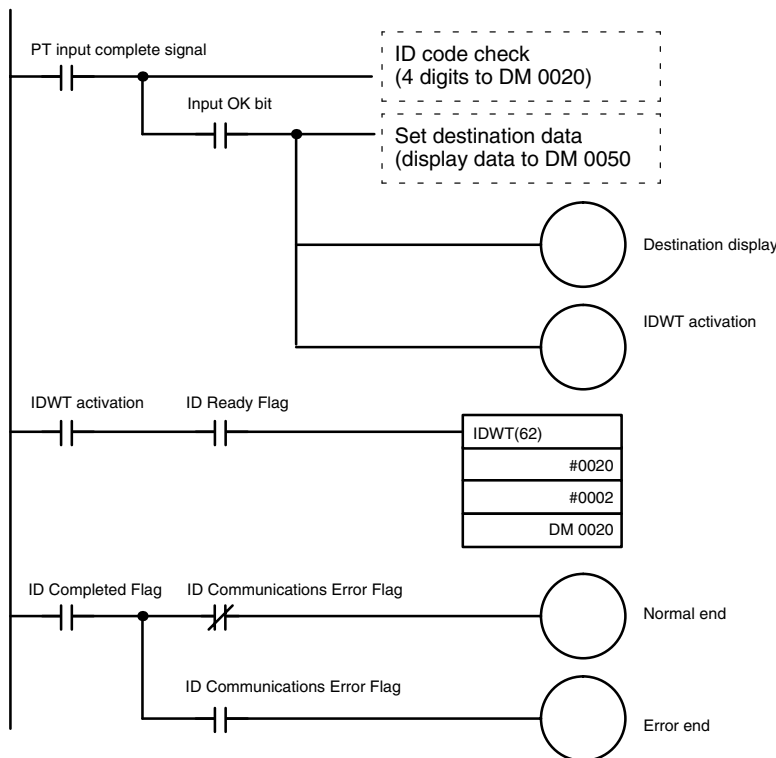 PT input complete signal
ID code check
(4 digits to DM 0020)
Input OK bit
Set destination data
(display data to DM 0050
Destination display
IDWT activation
IDWT activation
ID Ready Flag
IDWT(62)
#0020
#0002
DM 0020
ID Completed Flag
ID Communications Error Flag
Normal end
ID Communications Error Flag
Error end